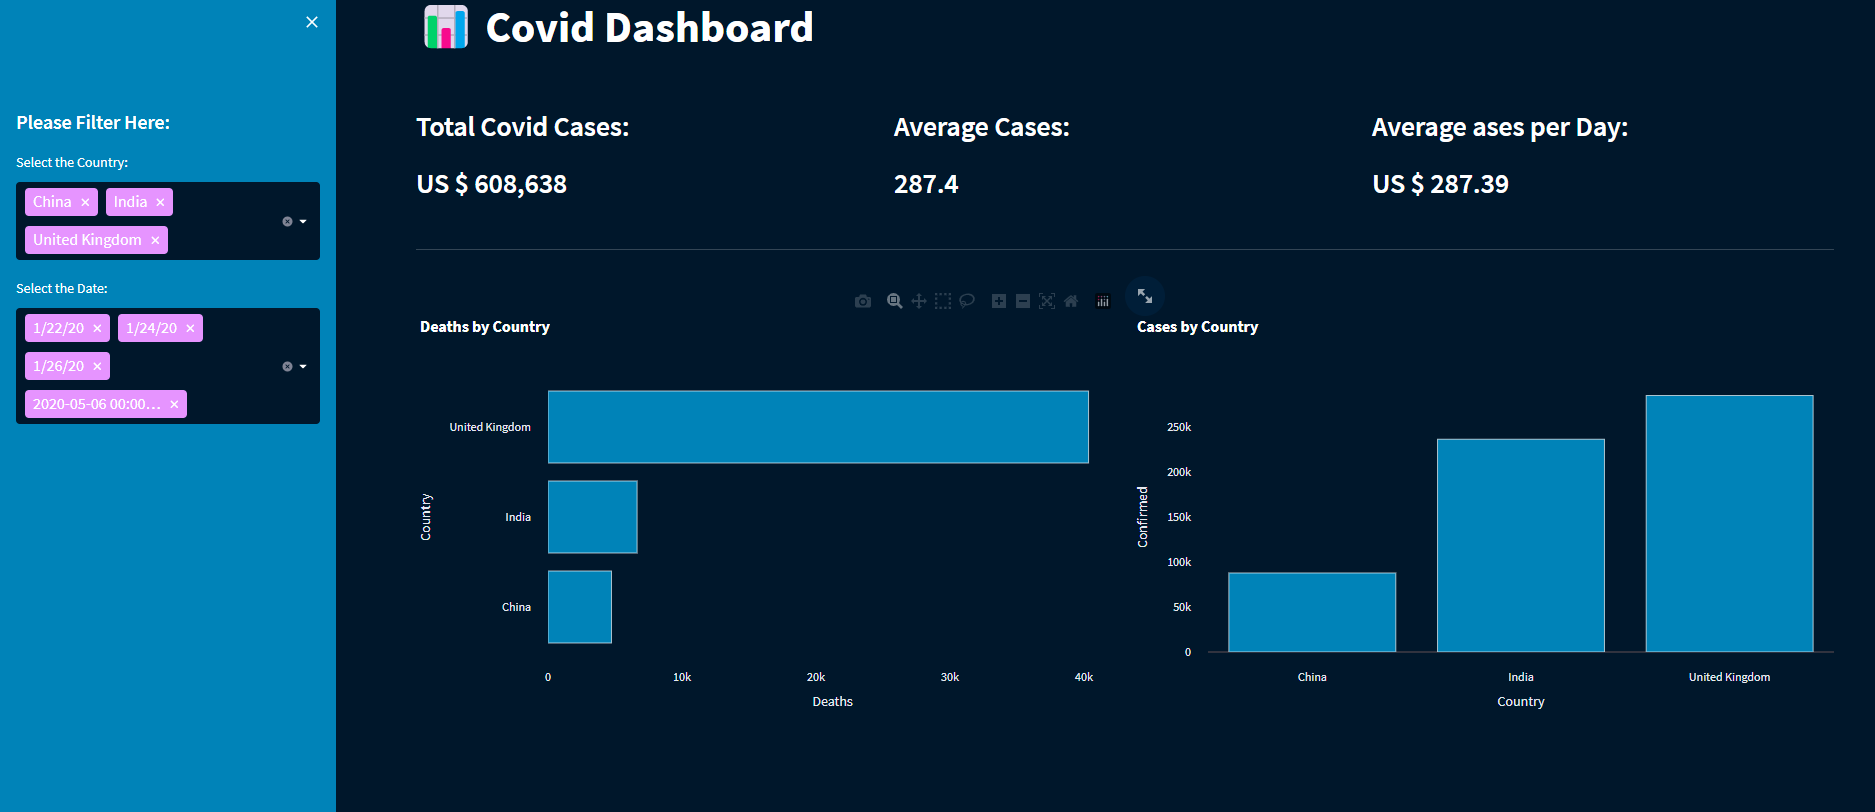 Covid Dashboard
Please Filter Here:
Select the Country:
China × India ×
United Kingdom ×
Select the Date:
1/22/20 × 1/24/20 ×
1/26/20 ×
2020-05-06 00:00... ×
Total Covid Cases:
US $ 608,638
Average Cases:
287.4
Average ases per Day:
US $ 287.39
Deaths by Country
Country
United Kingdom
India
China
0 10k 20k 30k 40k
Deaths
Cases by Country
Confirmed
250k
200k
150k
100k
50k
0
China India United Kingdom
Country